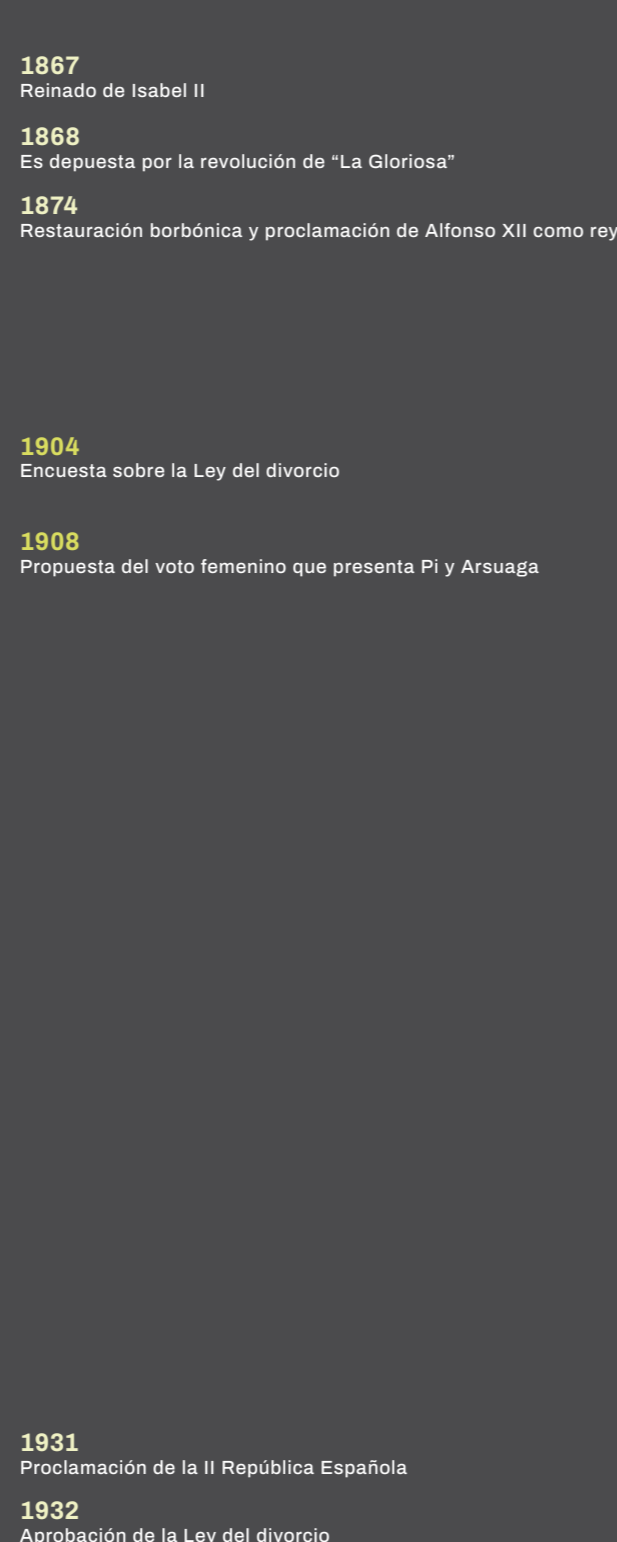 1867
Reinado de Isabel II
1868
Es depuesta por la revolución de “La Gloriosa”
1874
Restauración borbónica y proclamación de Alfonso XII como rey
1904
Encuesta sobre la Ley del divorcio
1908
Propuesta del voto femenino que presenta Pi y Arsuaga
1931
Proclamación de la II República Española
1932
Aprobación de la Ley del divorcio